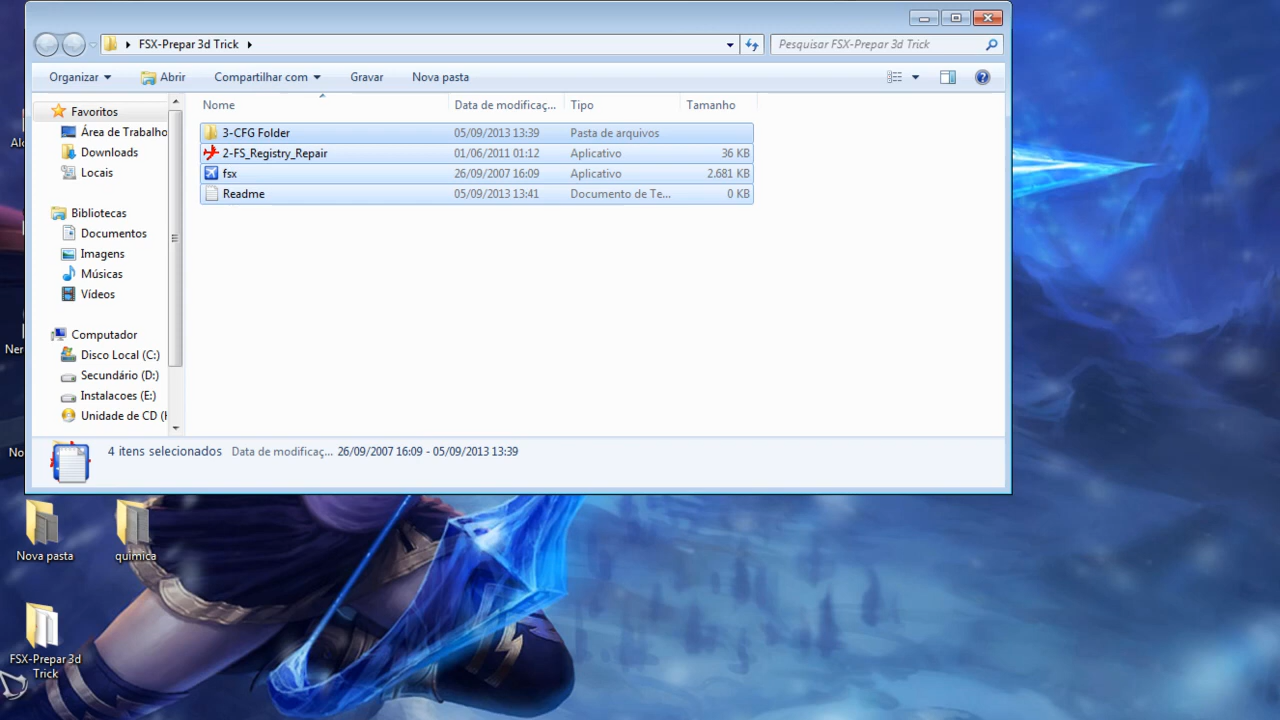 FSX-Prepar 3d Trick
Pesquisar FSX-Prepar 3d Trick
Organizar
Abrir
Compartilhar com
Gravar
Nova pasta
Nome
Data de modificaç...
Tipo
Tamanho
3-CFG Folder 05/09/2013 13:39 Pasta de arquivos
2-FS_Registry_Repair 01/06/2011 01:12 Aplicativo 36 KB
fsx 26/09/2007 16:09 Aplicativo 2.681 KB
Readme 05/09/2013 13:41 Documento de Te... 0 KB
Favoritos
Área de Trabalho
Downloads
Locais
Bibliotecas
Documentos
Imagens
Músicas
Vídeos
Computador
Disco Local (C:)
Secundário (D:)
Instalacoes (E:)
Unidade de CD (
4 itens selecionados Data de modificaç... 26/09/2007 16:09 - 05/09/2013 13:39
Nova pasta
quimica
FSX-Prepar 3d
Trick